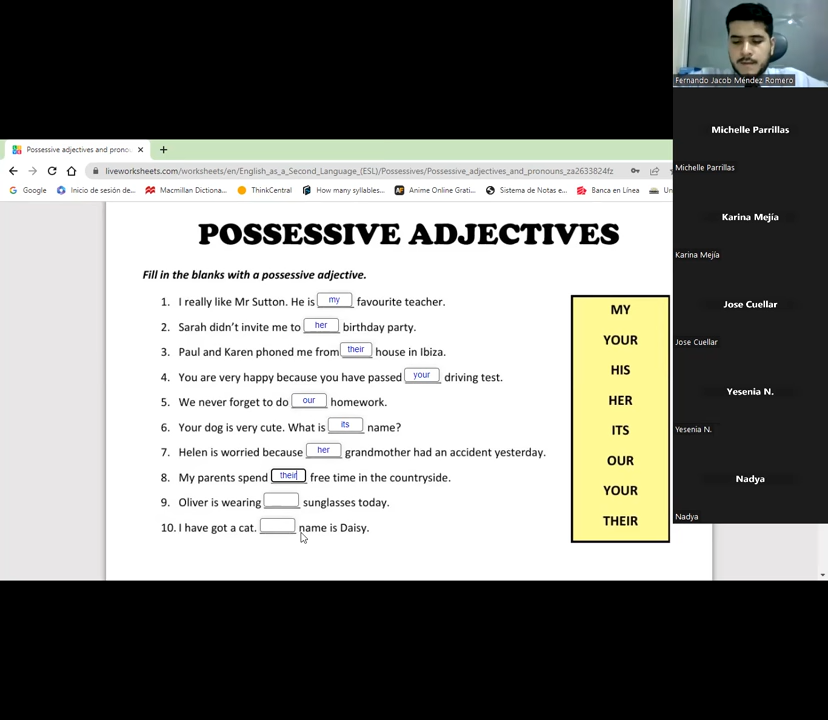 Fernando Jacob Méndez Romero
Michelle Parrillas
Michelle Parrillas
Karina Mejía
Karina Mejía
Jose Cuellar
Jose Cuellar
Yesenia N.
Yesenia N.
Nadya
Nadya
Possessive adjectives and prono
liveworksheets.com/worksheets/en/English_as_a_Second_Language_(ESL)/Possessives/Possessive_adjectives_and_pronouns_za2633824fz
Google Inicio de sesión de... Macmillan Dictiona... ThinkCentral How many syllables... Anime Online Grati... Sistema de Notas e... Banca en Línea Un
POSSESSIVE ADJECTIVES
Fill in the blanks with a possessive adjective.
1. I really like Mr Sutton. He is my favourite teacher.
2. Sarah didn't invite me to her birthday party.
3. Paul and Karen phoned me from their house in Ibiza.
4. You are very happy because you have passed your driving test.
5. We never forget to do our homework.
6. Your dog is very cute. What is its name?
7. Helen is worried because her grandmother had an accident yesterday.
8. My parents spend their free time in the countryside.
9. Oliver is wearing sunglasses today.
10. I have got a cat. name is Daisy.
MY
YOUR
HIS
HER
ITS
OUR
YOUR
THEIR